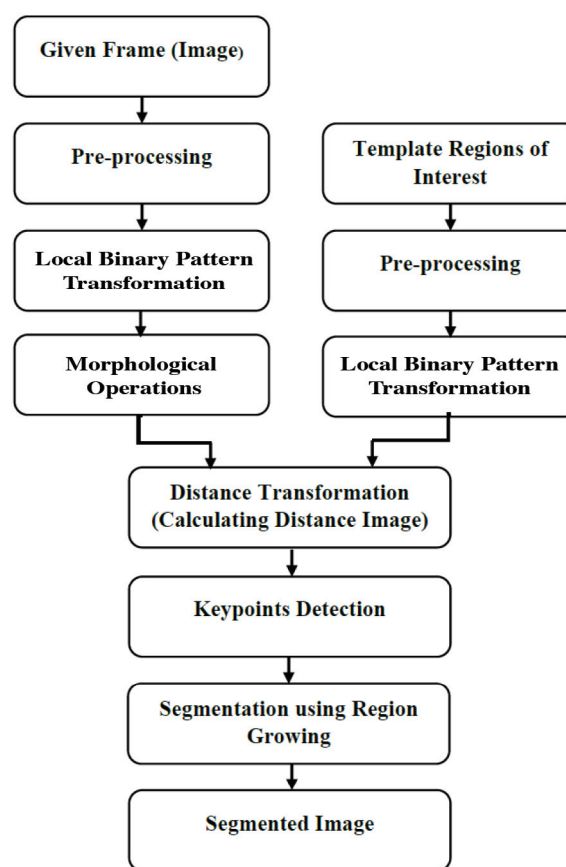 Given Frame (Image)
Pre-processing
Local Binary Pattern
Transformation
Morphological
Operations
Template Regions of
Interest
Pre-processing
Local Binary Pattern
Transformation
Distance Transformation
(Calculating Distance Image)
Keypoints Detection
Segmentation using Region
Growing
Segmented Image